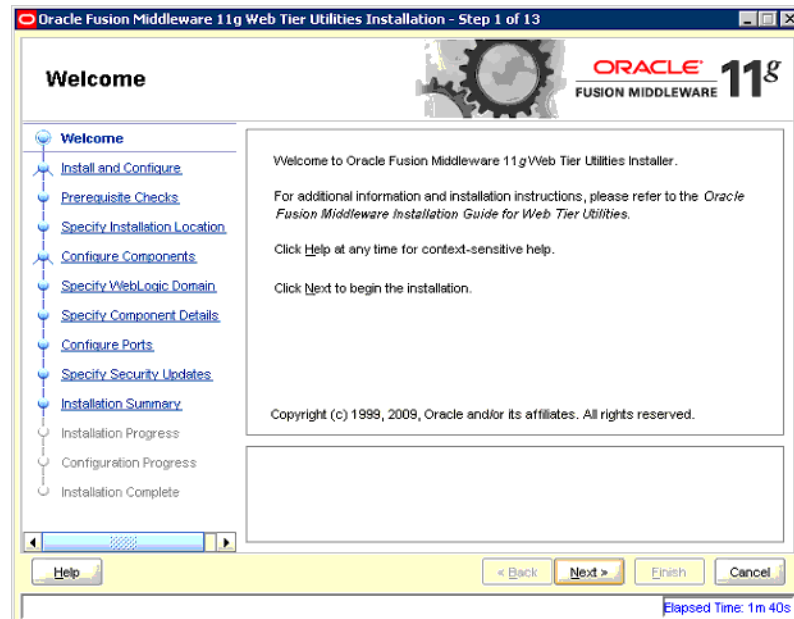 Oracle Fusion Middleware 11g Web Tier Utilities Installation - Step 1 of 13
Welcome
ORACLE
FUSION MIDDLEWARE 11g
Welcome
Install and Configure
Prerequisite Checks
Specify Installation Location
Configure Components
Specify WebLogic Domain
Specify Component Details
Configure Ports
Specify Security Updates
Installation Summary
Installation Progress
Configuration Progress
Installation Complete
Welcome to Oracle Fusion Middleware 11g Web Tier Utilities Installer.
For additional information and installation instructions, please refer to the Oracle
Fusion Middleware Installation Guide for Web Tier Utilities.
Click Help at any time for context-sensitive help.
Click Next to begin the installation.
Copyright (c) 1999, 2009, Oracle and/or its affiliates. All rights reserved.
Help
< Back
Next >
Finish
Cancel
Elapsed Time: 1m 40s